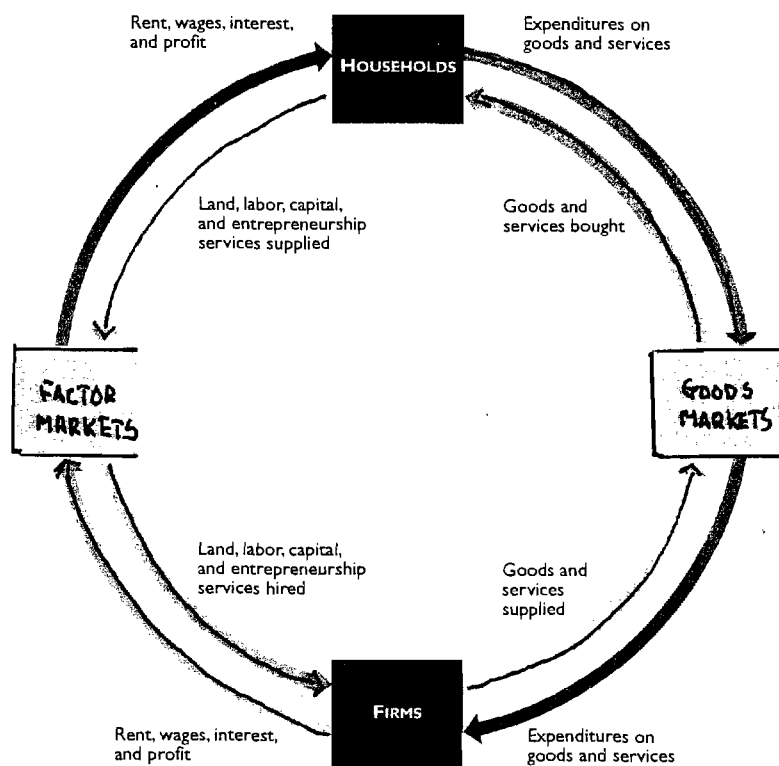 Rent, wages, interest,
and profit
HOUSEHOLDS
Expenditures on
goods and services
Land, labor, capital,
and entrepreneurship
services supplied
Goods and
services bought
FACTOR
MARKETS
GOODS
MARKETS
Land, labor, capital,
and entrepreneurship
services hired
Goods and
services
supplied
Rent, wages, interest,
and profit
FIRMS
Expenditures on
goods and services